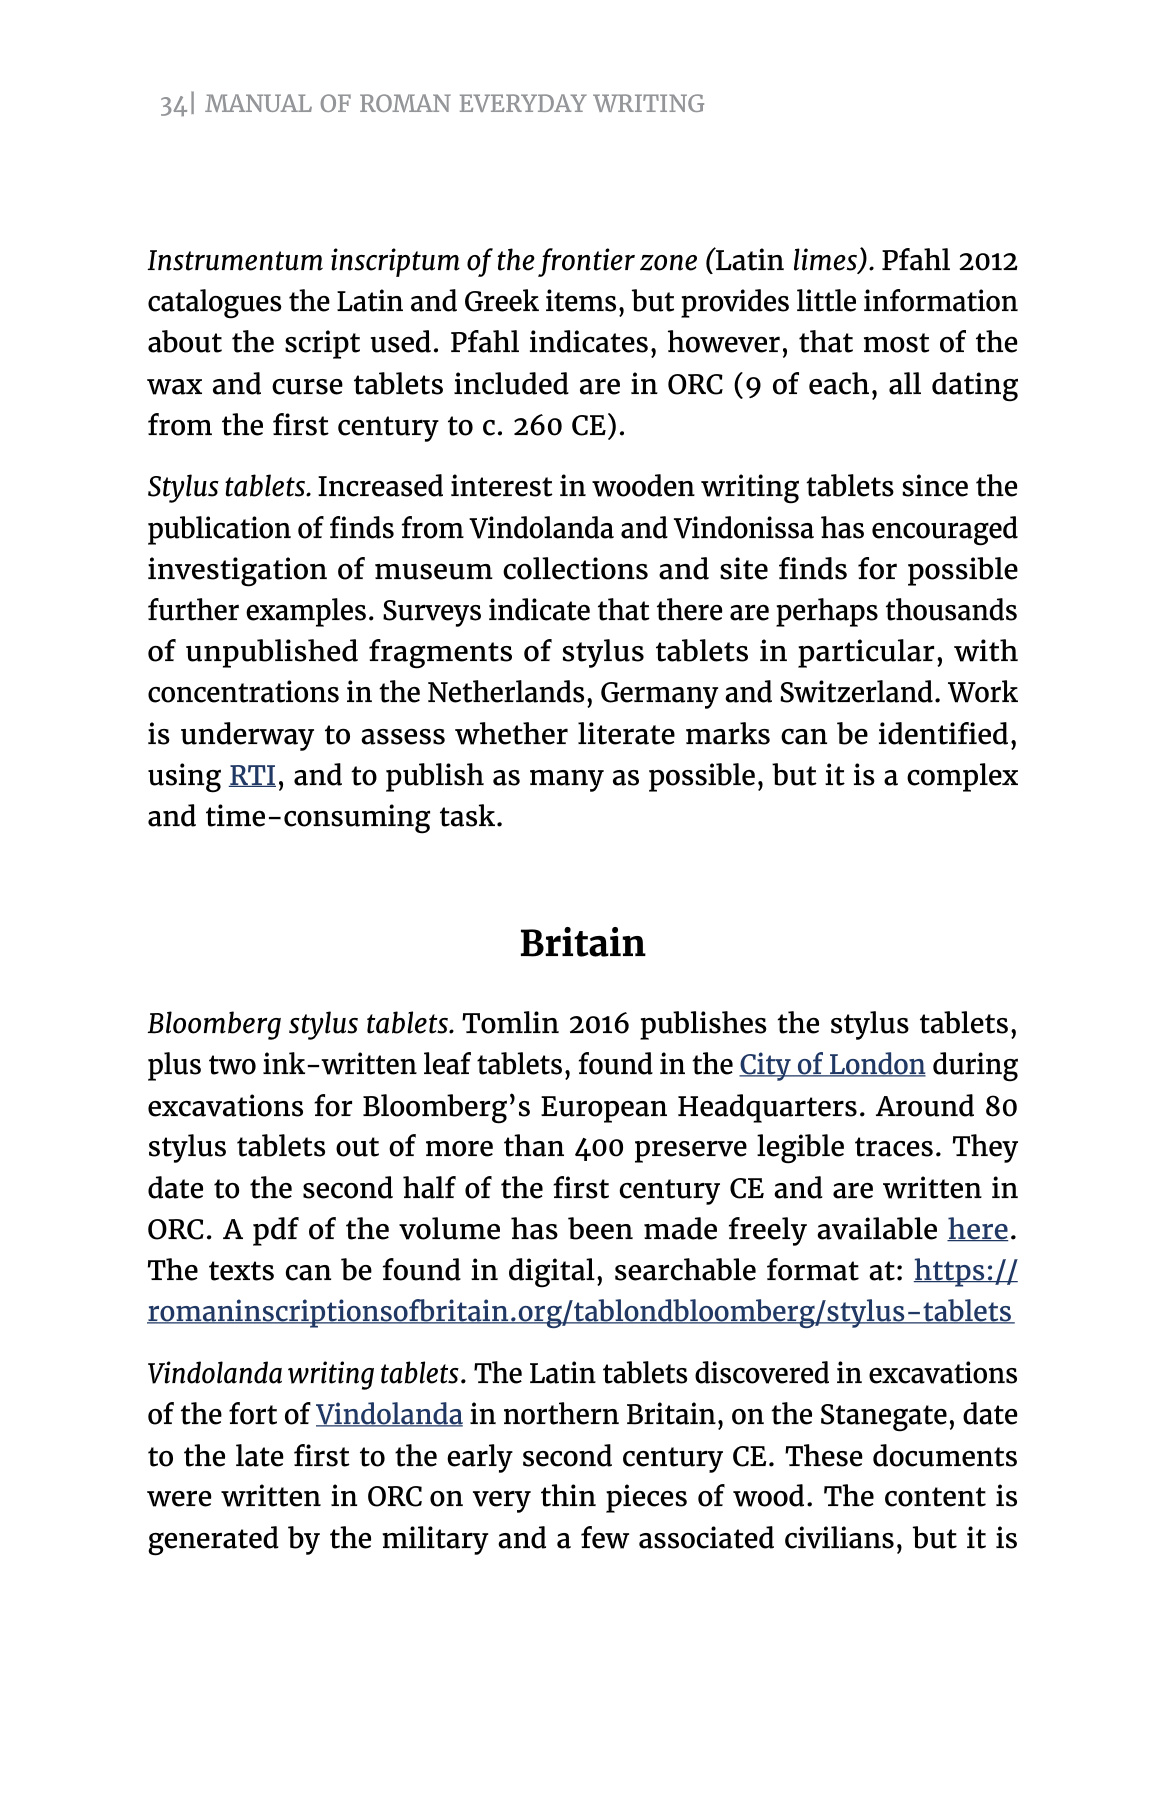 34| MANUAL OF ROMAN EVERYDAY WRITING
Instrumentum inscriptum of the frontier zone (Latin limes). Pfahl 2012
catalogues the Latin and Greek items, but provides little information
about the script used. Pfahl indicates, however, that most of the
wax and curse tablets included are in ORC (9 of each, all dating
from the first century to c. 260 CE).
Stylus tablets. Increased interest in wooden writing tablets since the
publication of finds from Vindolanda and Vindonissa has encouraged
investigation of museum collections and site finds for possible
further examples. Surveys indicate that there are perhaps thousands
of unpublished fragments of stylus tablets in particular, with
concentrations in the Netherlands, Germany and Switzerland. Work
is underway to assess whether literate marks can be identified,
using RTI, and to publish as many as possible, but it is a complex
and time-consuming task.
Britain
Bloomberg stylus tablets. Tomlin 2016 publishes the stylus tablets,
plus two ink-written leaf tablets, found in the City of London during
excavations for Bloomberg’s European Headquarters. Around 80
stylus tablets out of more than 400 preserve legible traces. They
date to the second half of the first century CE and are written in
ORC. A pdf of the volume has been made freely available here.
The texts can be found in digital, searchable format at: https://
romaninscriptionsofbritain.org/tablondbloomberg/stylus-tablets
Vindolanda writing tablets. The Latin tablets discovered in excavations
of the fort of Vindolanda in northern Britain, on the Stanegate, date
to the late first to the early second century CE. These documents
were written in ORC on very thin pieces of wood. The content is
generated by the military and a few associated civilians, but it is